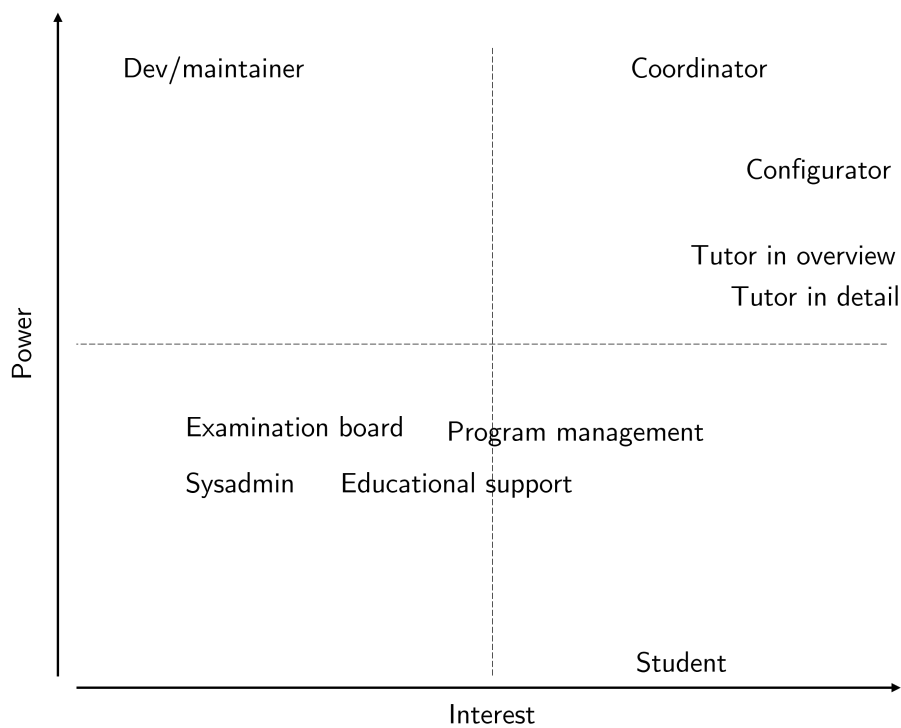 Dev/maintainer
Coordinator
Configurator
Tutor in overview
Tutor in detail
Power
Examination board
Program management
Sysadmin
Educational support
Student
Interest